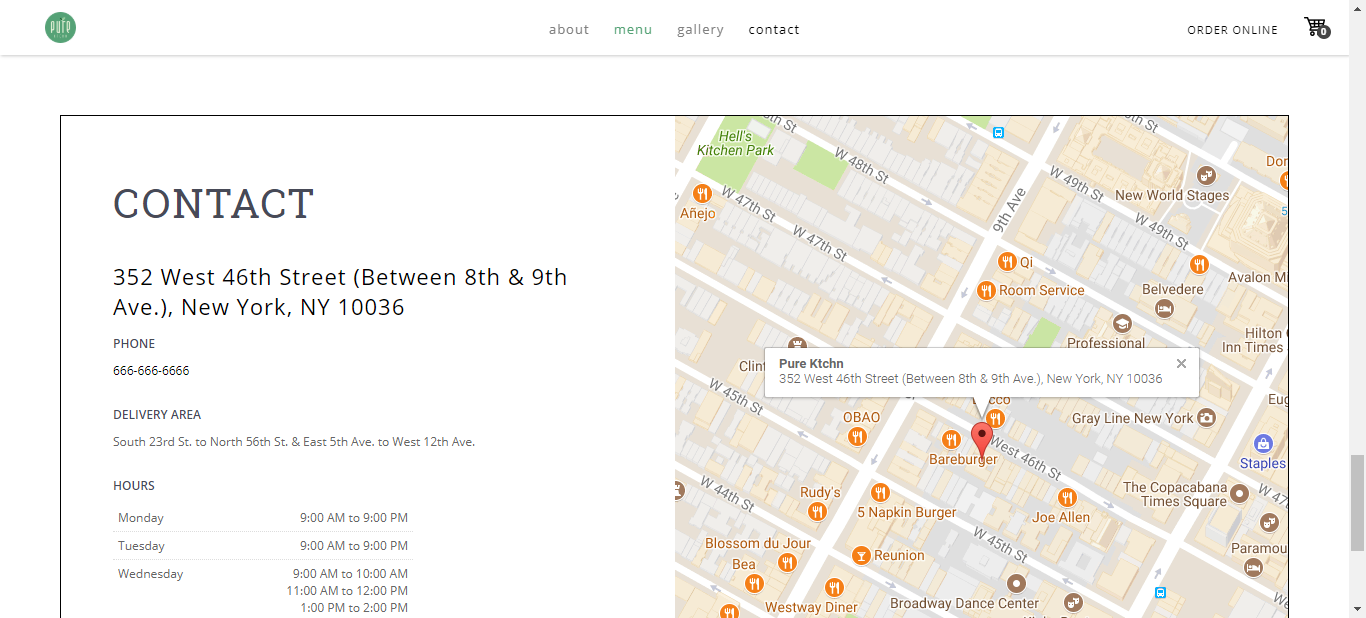 pure
about
menu
gallery
contact
ORDER ONLINE
0
CONTACT
352 West 46th Street (Between 8th & 9th
Ave.), New York, NY 10036
PHONE
666-666-6666
DELIVERY AREA
South 23rd St. to North 56th St. & East 5th Ave. to West 12th Ave.
HOURS
Monday 9:00 AM to 9:00 PM
Tuesday 9:00 AM to 9:00 PM
Wednesday 9:00 AM to 10:00 AM
11:00 AM to 12:00 PM
1:00 PM to 2:00 PM
Hell's
Kitchen Park
W 48th St
Añejo
W 47th St
W 47th St
9th Ave
W 49th St
W 49th St
New World Stages
Qi
Room Service
Belvedere
Avalon
Professional
Hilton
Inn Times
Pure Ktchn
352 West 46th Street (Between 8th & 9th Ave.), New York, NY 10036
W 45th St
OBAO
Gray Line New York
Bareburger
West 46th St
Staples
W 44th St
Rudy's
5 Napkin Burger
The Copacabana
Times Square
W 47
Joe Allen
Blossom du Jour
Bea
Reunion
W 45th St
Paramou
Westway Diner
Broadway Dance Center